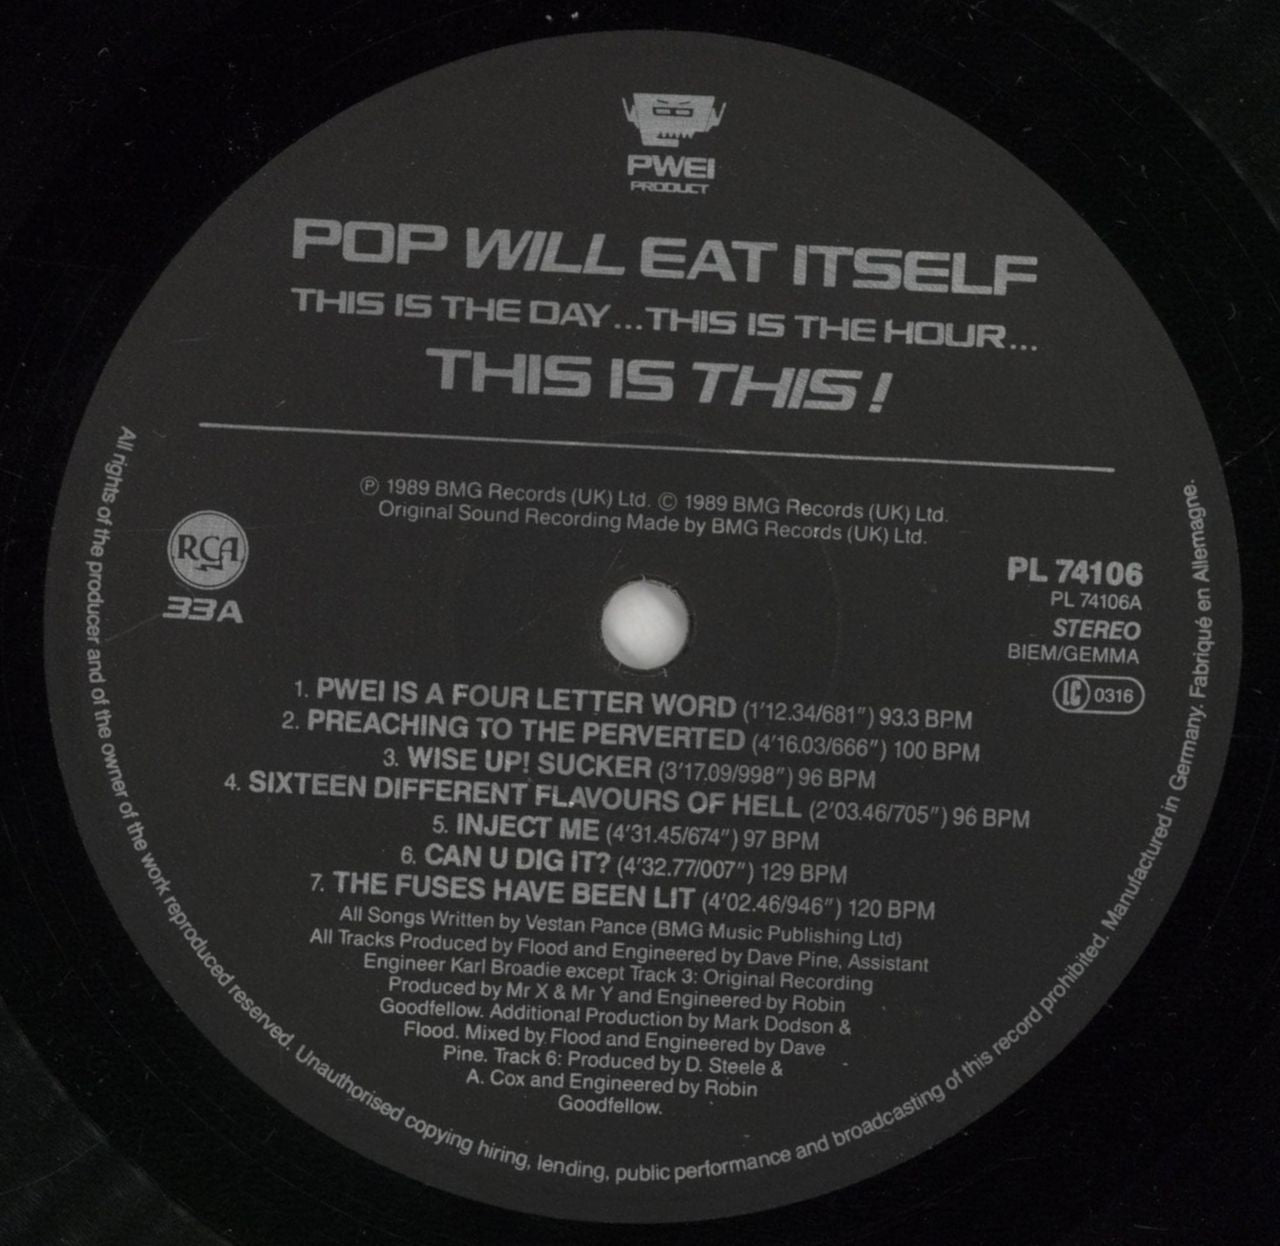 PWEI
PRODUCT
POP WILL EAT ITSELF
THIS IS THE DAY...THIS IS THE HOUR...
THIS IS THIS!
Ⓟ 1989 BMG Records (UK) Ltd. © 1989 BMG Records (UK) Ltd.
Original Sound Recording Made by BMG Records (UK) Ltd.
RCA
33A
PL 74106
PL 74106A
STEREO
BIEM/GEMMA
LC 0316
1. PWEI IS A FOUR LETTER WORD (1'12.34/681") 93.3 BPM
2. PREACHING TO THE PERVERTED (4'16.03/666") 100 BPM
3. WISE UP! SUCKER (3'17.09/998") 96 BPM
4. SIXTEEN DIFFERENT FLAVOURS OF HELL (2'03.46/705") 96 BPM
5. INJECT ME (4'31.45/674") 97 BPM
6. CAN U DIG IT? (4'32.77/007") 129 BPM
7. THE FUSES HAVE BEEN LIT (4'02.46/946") 120 BPM
All Songs Written by Vestan Pance (BMG Music Publishing Ltd)
All Tracks Produced by Flood and Engineered by Dave Pine, Assistant
Engineer Karl Broadie except Track 3: Original Recording
Produced by Mr X & Mr Y and Engineered by Robin
Goodfellow. Additional Production by Mark Dodson &
Flood. Mixed by Flood and Engineered by Dave
Pine. Track 6: Produced by D. Steele &
A. Cox and Engineered by Robin
Goodfellow.
All rights of the producer and of the owner of the work reproduced reserved. Unauthorised copying hiring, lending, public performance and broadcasting of this record prohibited. Manufactured in Germany. Fabriqué en Allemagne.